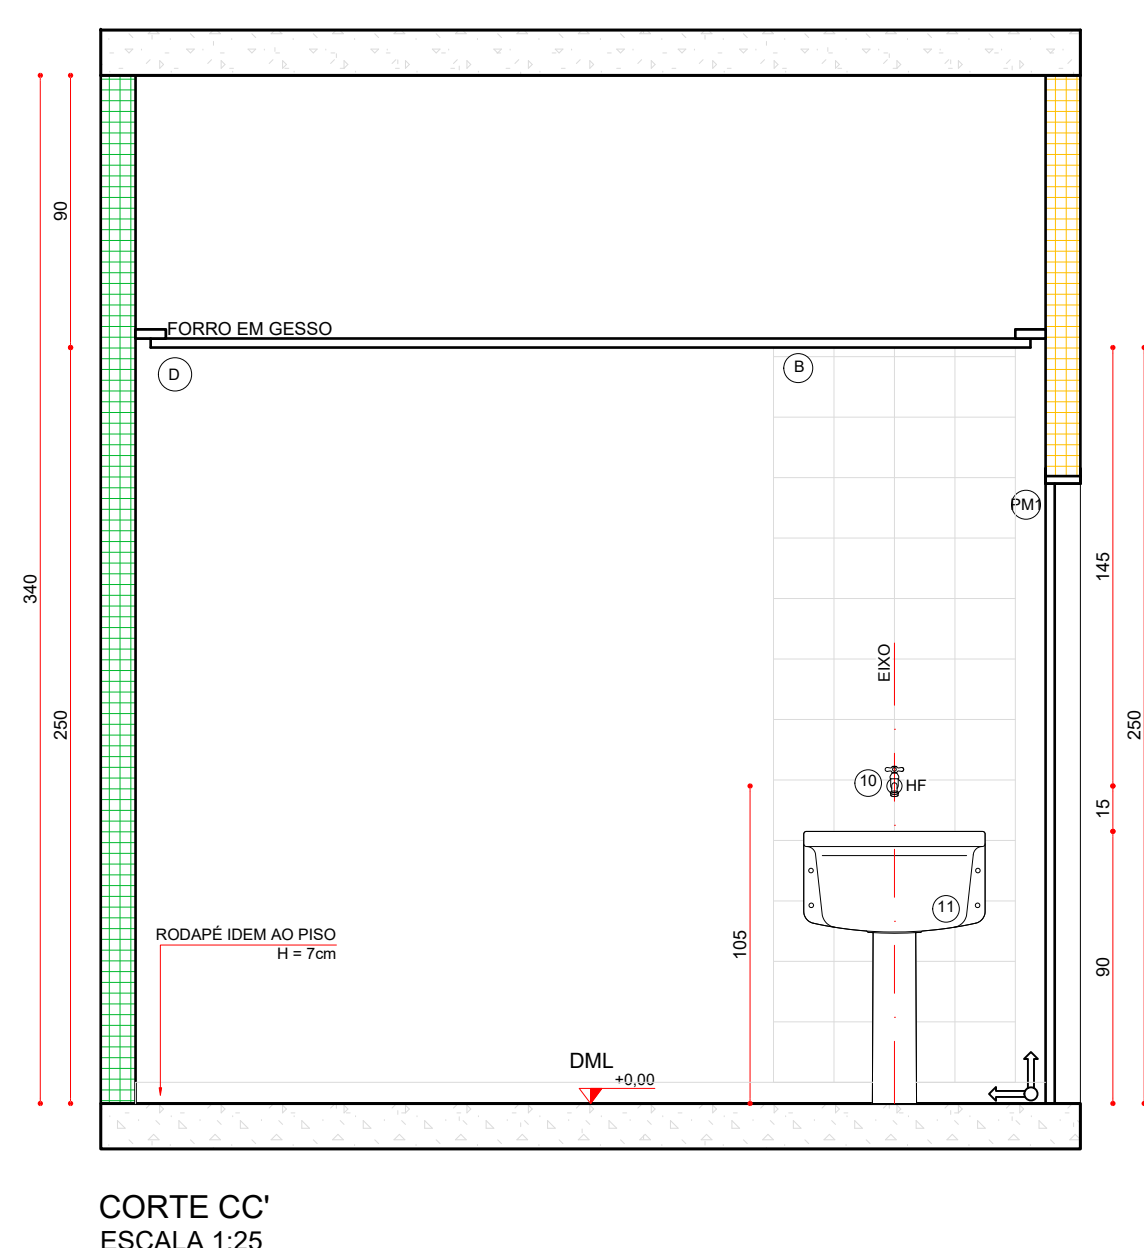 90
FORRO EM GESSO
D
B
PM1
145
340
EIXO
250
250
10
HF
15
11
RODAPÉ IDEM AO PISO
H = 7cm
105
90
DML
+0,00
CORTE CC'
ESCALA 1:25